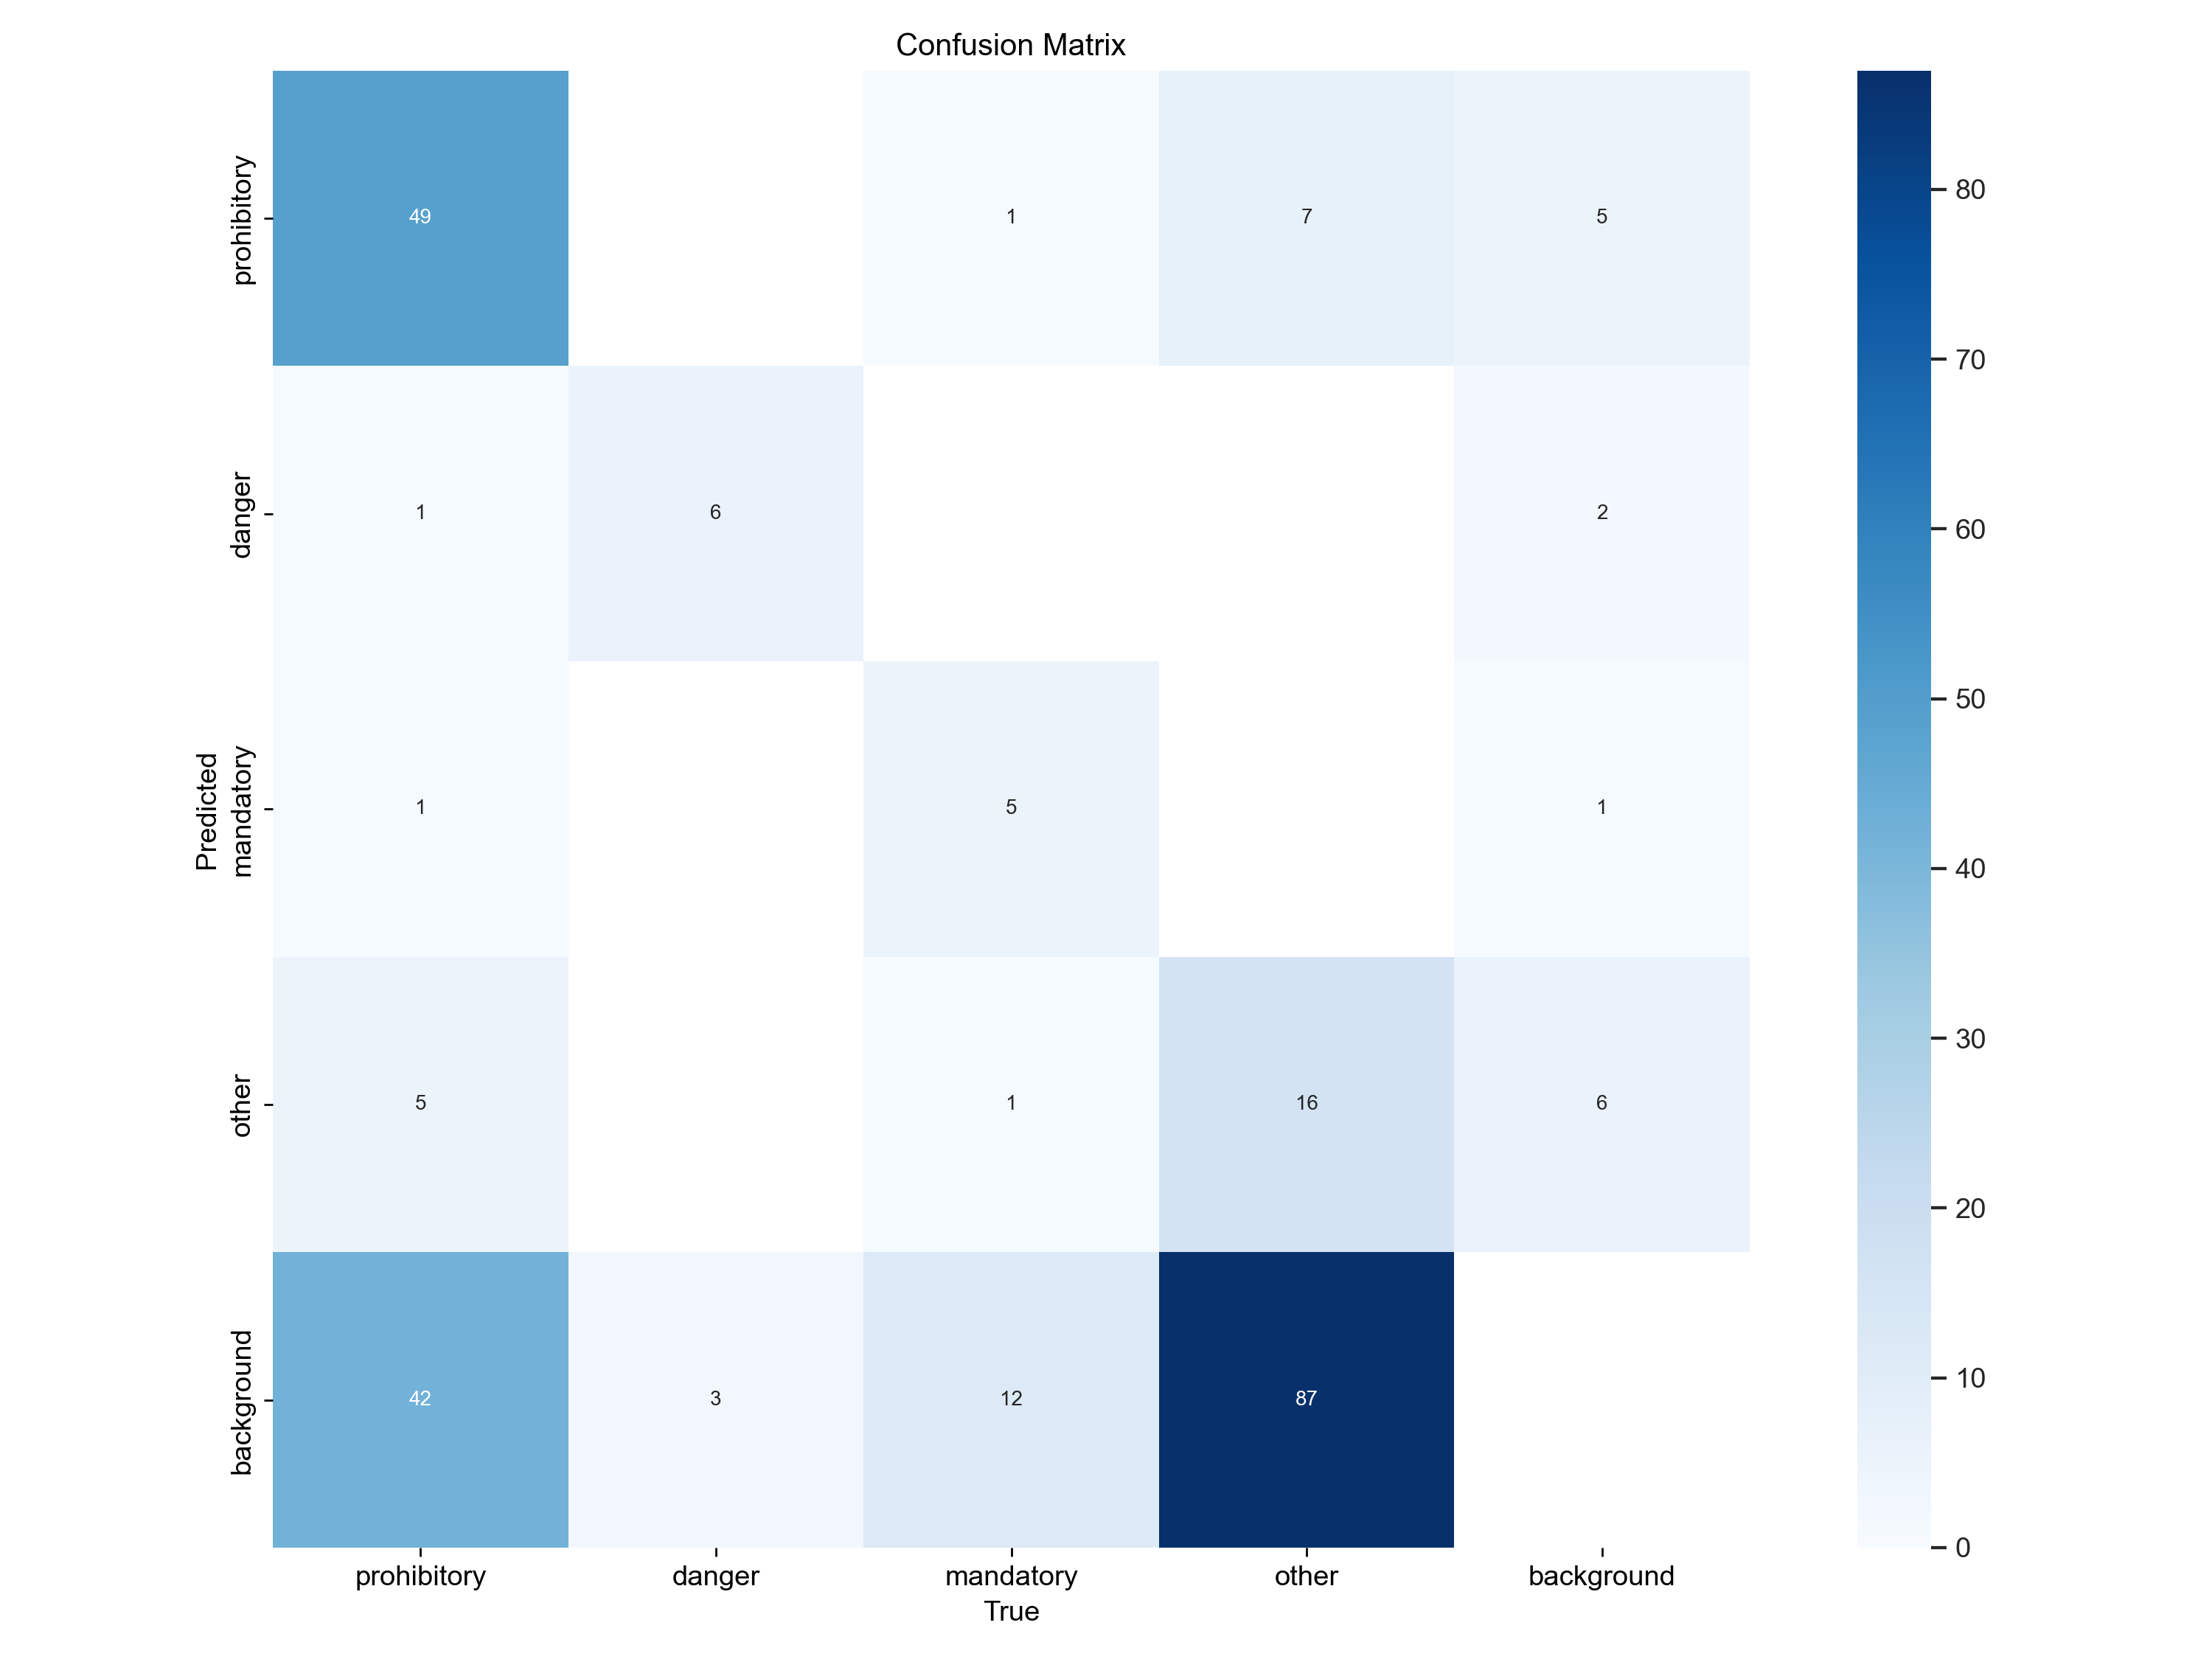 Confusion Matrix
prohibitory
49
1
7
5
80
70
danger
1
6
2
60
50
Predicted
mandatory
1
5
1
40
30
other
5
1
16
6
20
10
background
42
3
12
87
0
prohibitory
danger
mandatory
other
background
True